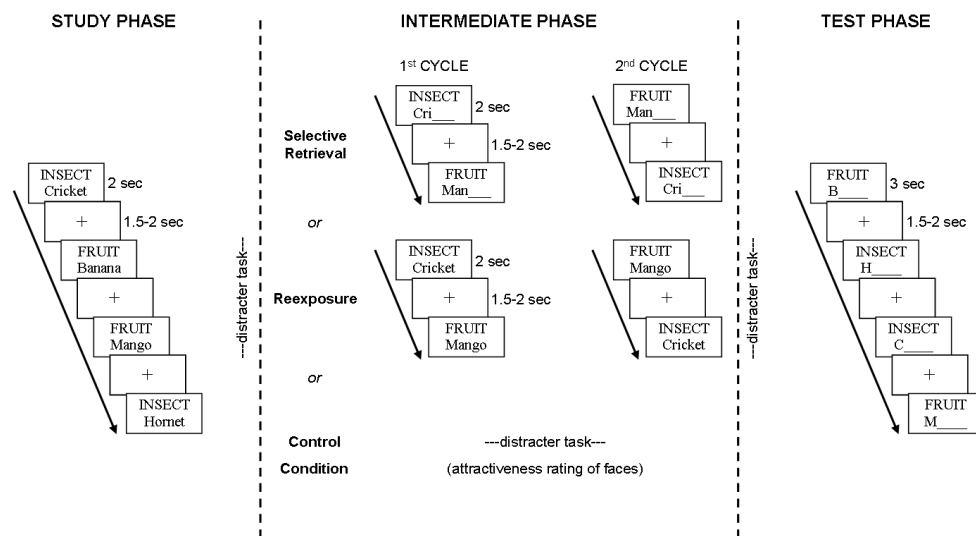 STUDY PHASE
INSECT
Cricket
2 sec
+
1.5-2 sec
FRUIT
Banana
+
FRUIT
Mango
+
INSECT
Hornet
---distracter task---
INTERMEDIATE PHASE
1st CYCLE
2nd CYCLE
Selective
Retrieval
INSECT
Cri___
2 sec
+
1.5-2 sec
FRUIT
Man___
FRUIT
Man___
+
INSECT
Cri___
or
Reexposure
INSECT
Cricket
2 sec
+
1.5-2 sec
FRUIT
Mango
FRUIT
Mango
+
INSECT
Cricket
or
Control
Condition
---distracter task---
(attractiveness rating of faces)
---distracter task---
TEST PHASE
FRUIT
B____
3 sec
+
1.5-2 sec
INSECT
H____
+
INSECT
C____
+
FRUIT
M____